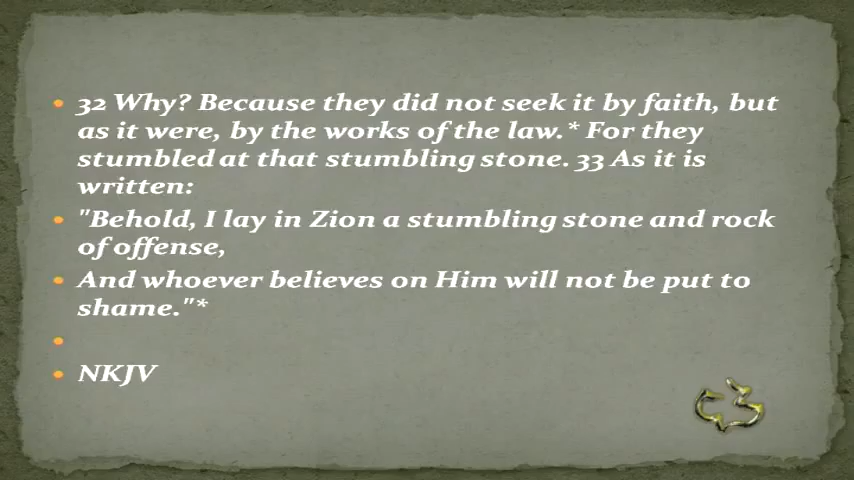 • 32 Why? Because they did not seek it by faith, but
as it were, by the works of the law.* For they
stumbled at that stumbling stone. 33 As it is
written:
• "Behold, I lay in Zion a stumbling stone and rock
of offense,
• And whoever believes on Him will not be put to
shame."*
•
• NKJV